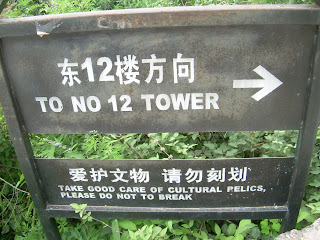 东12楼方向
TO NO 12 TOWER
爱护文物 请勿刻划
TAKE GOOD CARE OF CULTURAL PELICS,
PLEASE DO NOT TO BREAK